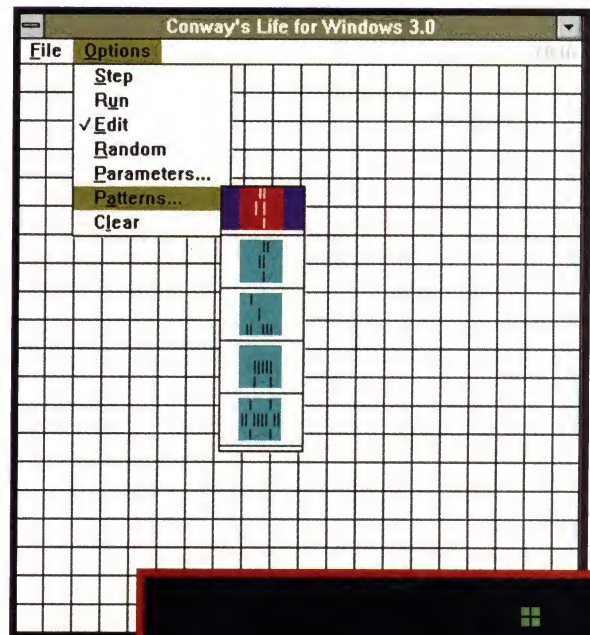 Conway's Life for Windows 3.0
File Options
Step
Run
✓ Edit
Random
Parameters...
Patterns...
Clear